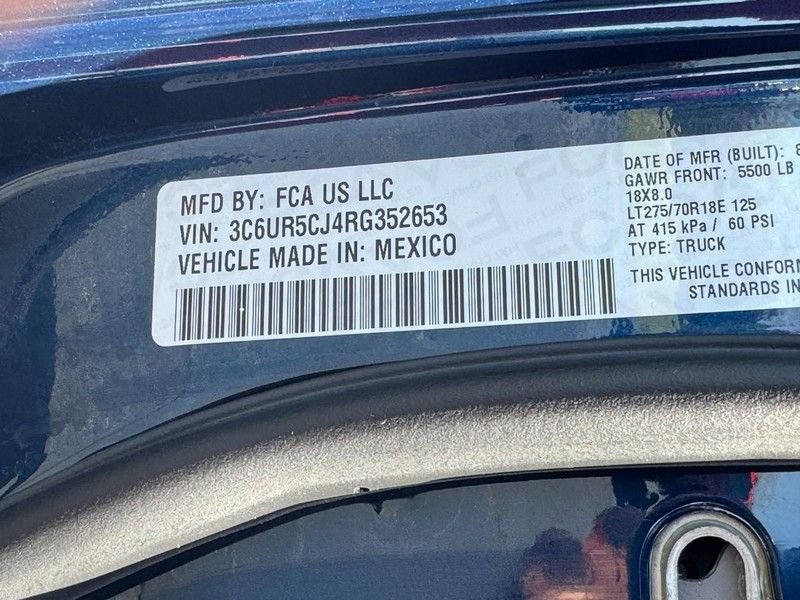 MFD BY: FCA US LLC
VIN: 3C6UR5CJ4RG352653
VEHICLE MADE IN: MEXICO
DATE OF MFR (BUILT): 8
GAWR FRONT: 5500 LB
18X8.0
LT275/70R18E 125
AT 415 kPa / 60 PSI
TYPE: TRUCK
THIS VEHICLE CONFOR
STANDARDS IN